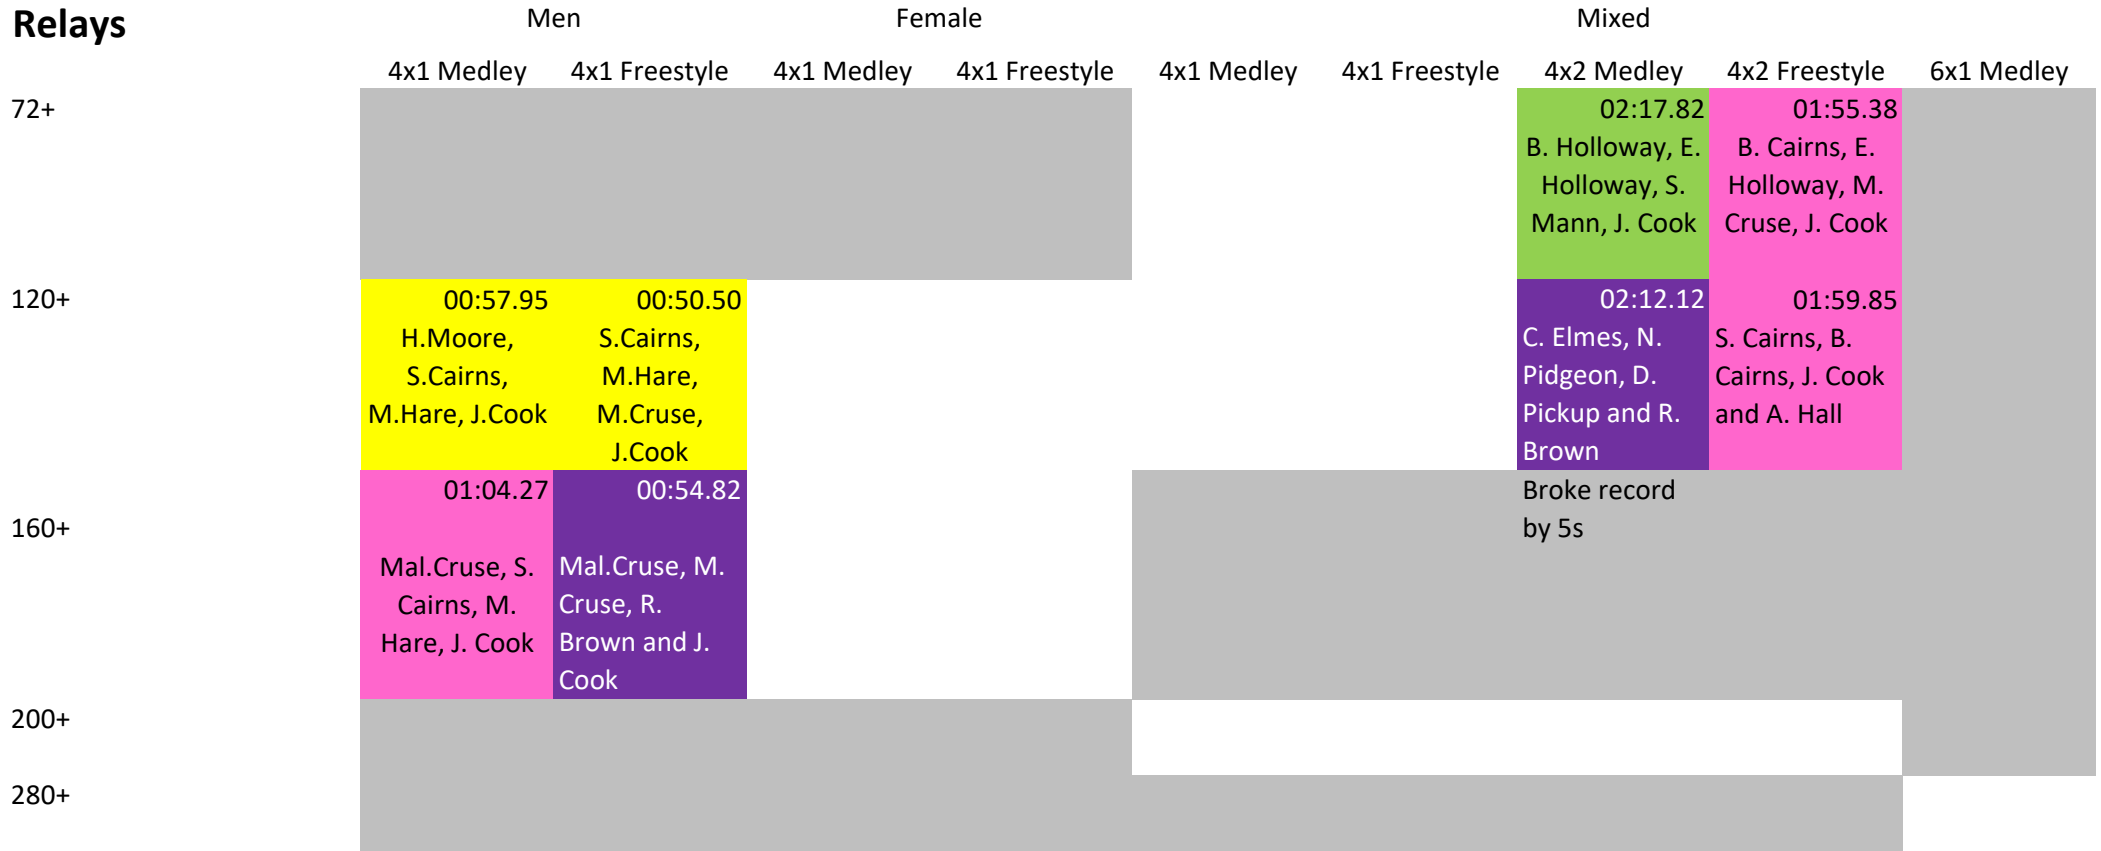 Relays
Men Female Mixed
4x1 Medley 4x1 Freestyle 4x1 Medley 4x1 Freestyle 4x1 Medley 4x1 Freestyle 4x2 Medley 4x2 Freestyle 6x1 Medley
72+ 02:17.82 01:55.38
B. Holloway, E. B. Cairns, E.
Holloway, S. Holloway, M.
Mann, J. Cook Cruse, J. Cook
120+ 00:57.95 00:50.50 02:12.12 01:59.85
H.Moore, S.Cairns, C. Elmes, N. S. Cairns, B.
S.Cairns, M.Hare, Pidgeon, D. Cairns, J. Cook
M.Hare, J.Cook M.Cruse, Pickup and R. and A. Hall
J.Cook Brown
01:04.27 00:54.82 Broke record
160+ by 5s
Mal.Cruse, S. Mal.Cruse, M.
Cairns, M. Cruse, R.
Hare, J. Cook Brown and J.
Cook
200+
280+